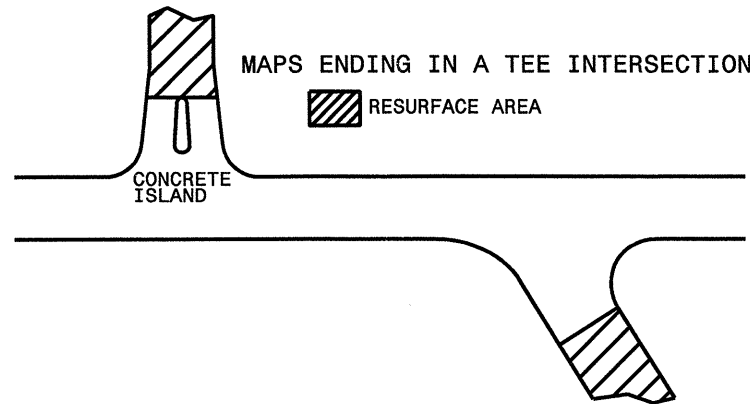 MAPS ENDING IN A TEE INTERSECTION
RESURFACE AREA
CONCRETE
ISLAND